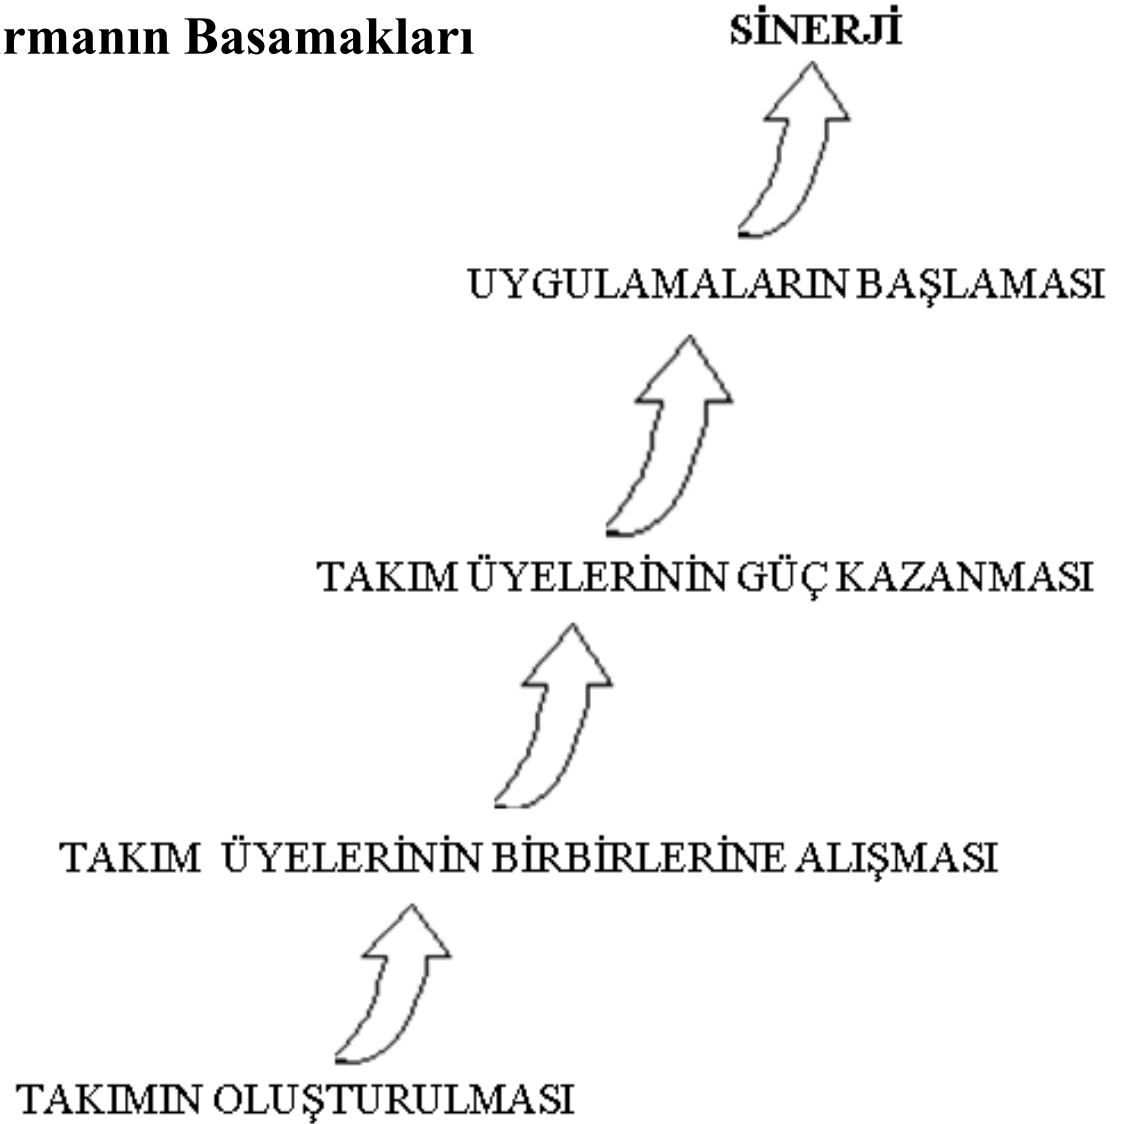 rmanın Basamakları
SİNERJİ
UYGULAMALARIN BAŞLAMASI
TAKIM ÜYELERİNİN GÜÇ KAZANMASI
TAKIM ÜYELERİNİN BİRBİRLERİNE ALIŞMASI
TAKIMIN OLUŞTURULMASI